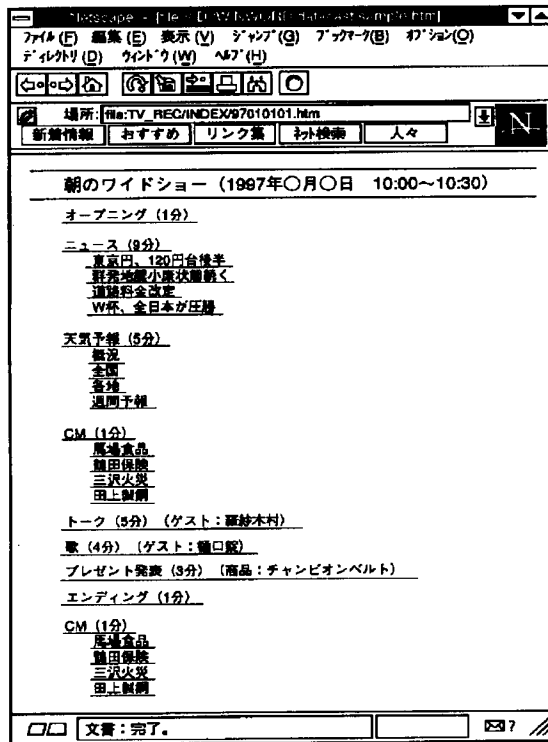 Netscape - [file:
ファイル(F) 編集(E) 表示(V) ジャンプ(G) ブックマーク(B) オプション(O)
ディレクトリ(D) ウィンドウ(W) ヘルプ(H)
場所: file:TV_REC/INDEX/97010101.htm
N
新着情報 おすすめ リンク集 ネット検索 人々
朝のワイドショー（1997年〇月〇日 10:00〜10:30）
オープニング（1分）
ニュース（9分）
東京円、120円台後半
群発地震小康状態続く
道路料金改定
W杯、全日本が圧勝
天気予報（5分）
概況
全国
各地
週間予報
CM（1分）
馬場食品
鶴田保険
三沢火災
田上製鋼
トーク（5分）（ゲスト：羅紗木村）
歌（4分）（ゲスト：樋口錠）
プレゼント発表（3分）（商品：チャンピオンベルト）
エンディング（1分）
CM（1分）
馬場食品
鶴田保険
三沢火災
田上製鋼
文書：完了。
?